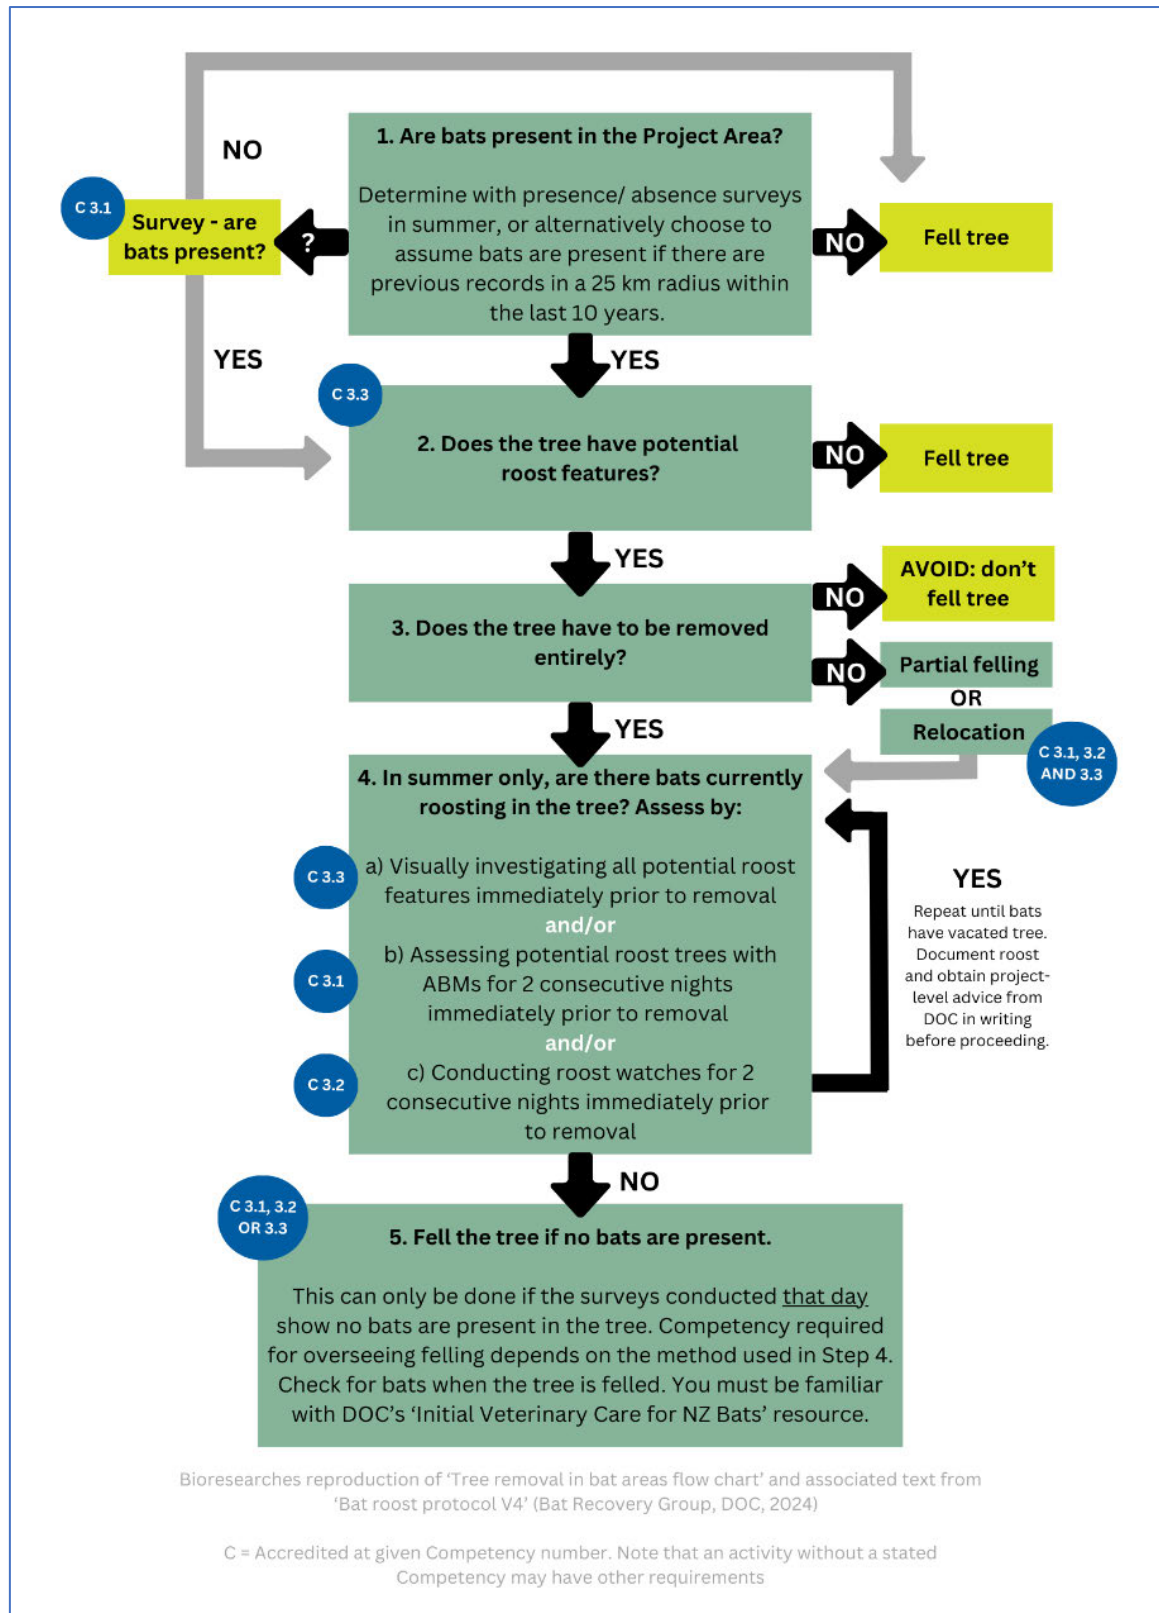 NO
1. Are bats present in the Project Area?
Determine with presence/ absence surveys
in summer, or alternatively choose to
assume bats are present if there are
previous records in a 25 km radius within
the last 10 years.
C 3.1
Survey - are
bats present?
?
NO
Fell tree
YES
YES
C 3.3
2. Does the tree have potential
roost features?
NO
Fell tree
YES
3. Does the tree have to be removed
entirely?
NO
AVOID: don’t
fell tree
NO
Partial felling
OR
Relocation
C 3.1, 3.2
AND 3.3
YES
4. In summer only, are there bats currently
roosting in the tree? Assess by:
C 3.3
a) Visually investigating all potential roost
features immediately prior to removal
and/or
C 3.1
b) Assessing potential roost trees with
ABMs for 2 consecutive nights
immediately prior to removal
and/or
C 3.2
c) Conducting roost watches for 2
consecutive nights immediately prior
to removal
YES
Repeat until bats
have vacated tree.
Document roost
and obtain project-
level advice from
DOC in writing
before proceeding.
NO
C 3.1, 3.2
OR 3.3
5. Fell the tree if no bats are present.
This can only be done if the surveys conducted that day
show no bats are present in the tree. Competency required
for overseeing felling depends on the method used in Step 4.
Check for bats when the tree is felled. You must be familiar
with DOC’s ‘Initial Veterinary Care for NZ Bats’ resource.
Bioresearches reproduction of ‘Tree removal in bat areas flow chart’ and associated text from
‘Bat roost protocol V4’ (Bat Recovery Group, DOC, 2024)
C = Accredited at given Competency number. Note that an activity without a stated
Competency may have other requirements